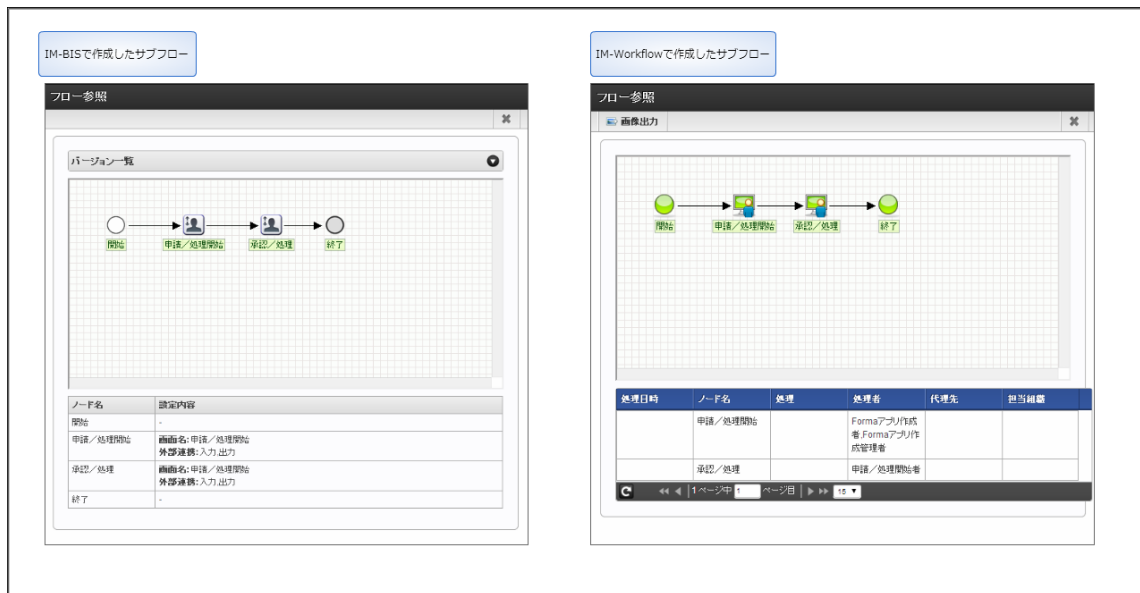 IM-BISで作成したサブフロー
フロー参照
バージョン一覧
開始
申請／処理開始
承認／処理
終了
ノード名
設定内容
開始
-
申請／処理開始
画面名:申請／処理開始
外部連携:入力,出力
承認／処理
画面名:申請／処理開始
外部連携:入力,出力
終了
-
IM-Workflowで作成したサブフロー
フロー参照
画像出力
開始
申請／処理開始
承認／処理
終了
処理日時
ノード名
処理
処理者
代理先
担当組織
申請／処理開始
Formaアプリ作成
者,Formaアプリ作
成管理者
承認／処理
申請／処理開始者
1ページ中 1 ページ目
15